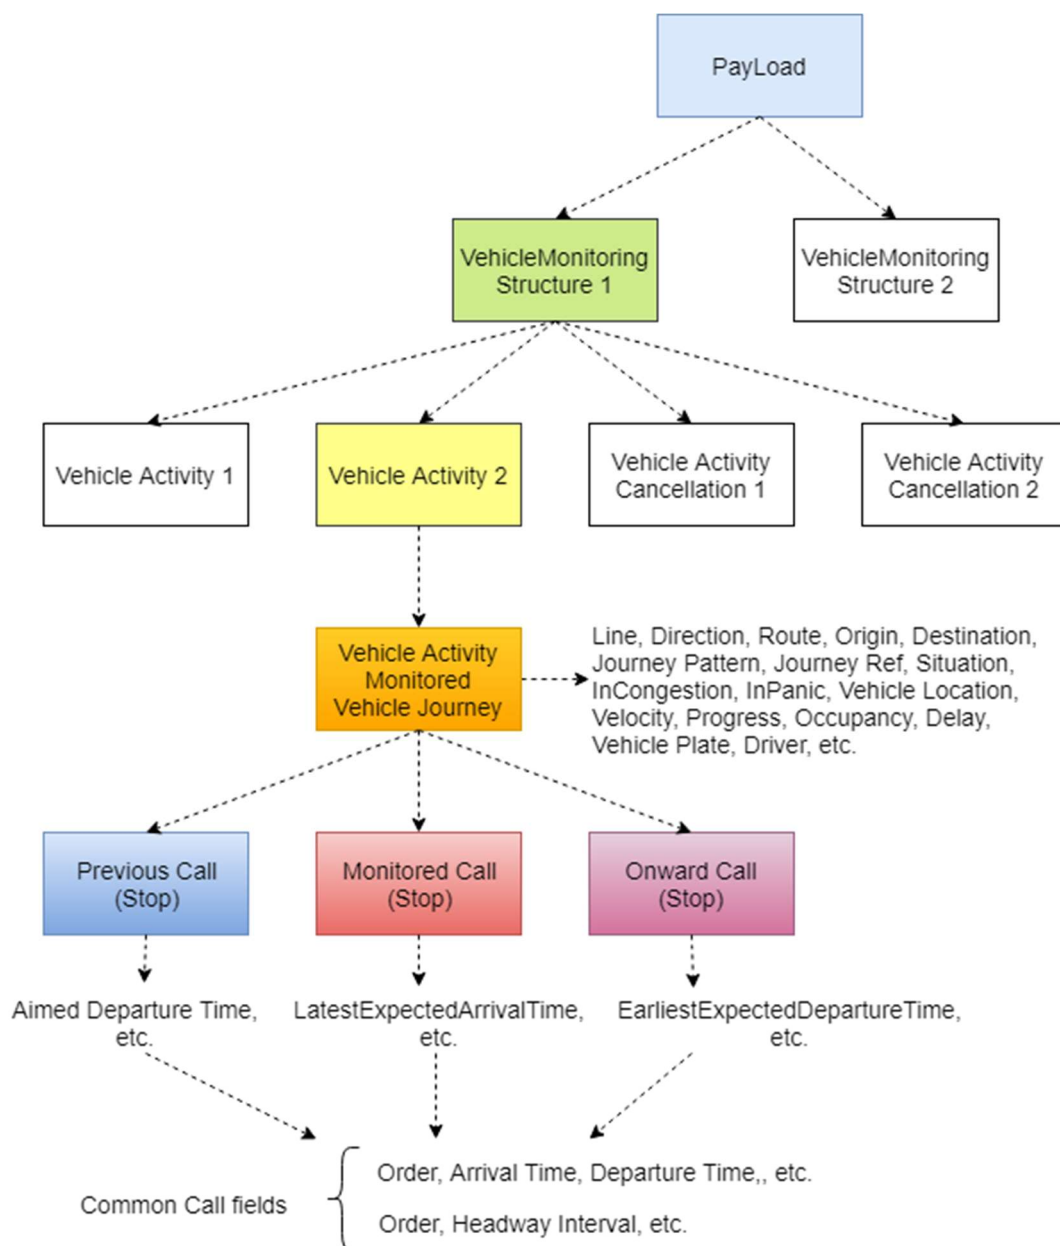 PayLoad
VehicleMonitoring
Structure 1
VehicleMonitoring
Structure 2
Vehicle Activity 1
Vehicle Activity 2
Vehicle Activity
Cancellation 1
Vehicle Activity
Cancellation 2
Vehicle Activity
Monitored
Vehicle Journey
Line, Direction, Route, Origin, Destination,
Journey Pattern, Journey Ref, Situation,
InCongestion, InPanic, Vehicle Location,
Velocity, Progress, Occupancy, Delay,
Vehicle Plate, Driver, etc.
Previous Call
(Stop)
Monitored Call
(Stop)
Onward Call
(Stop)
Aimed Departure Time,
etc.
LatestExpectedArrivalTime,
etc.
EarliestExpectedDepartureTime,
etc.
Common Call fields
Order, Arrival Time, Departure Time,, etc.
Order, Headway Interval, etc.